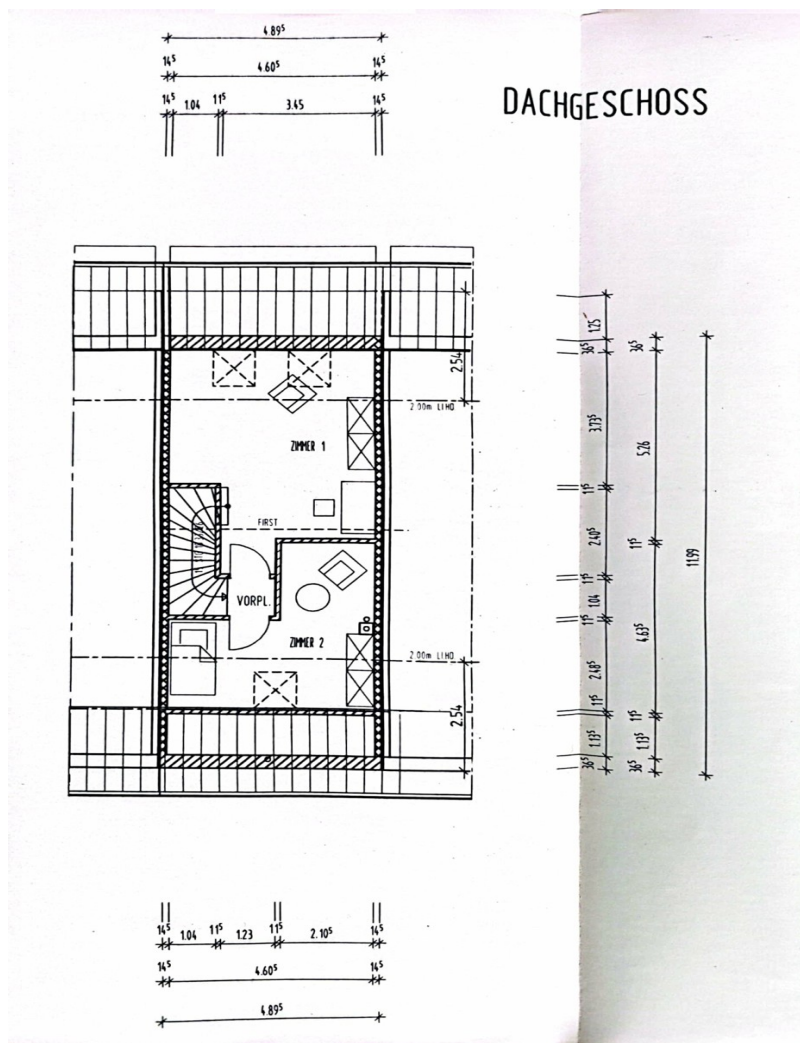 4.89⁵
14⁵ 4.60⁵ 14⁵
14⁵ 1.04 11⁵ 3.45 14⁵
DACHGESCHOSS
2.54
2.00m LIHO
ZIMMER 1
FIRST
VORPL.
ZIMMER 2
2.00m LIHO
2.54
1.25
36⁵
3.73⁵
11⁵
2.40⁵
11⁵
1.04
11⁵
2.48⁵
11⁵
1.13⁵
36⁵
36⁵
5.26
11⁵
4.63⁵
11⁵
1.13⁵
36⁵
11.99
14⁵ 1.04 11⁵ 1.23 11⁵ 2.10⁵ 14⁵
14⁵ 4.60⁵ 14⁵
4.89⁵